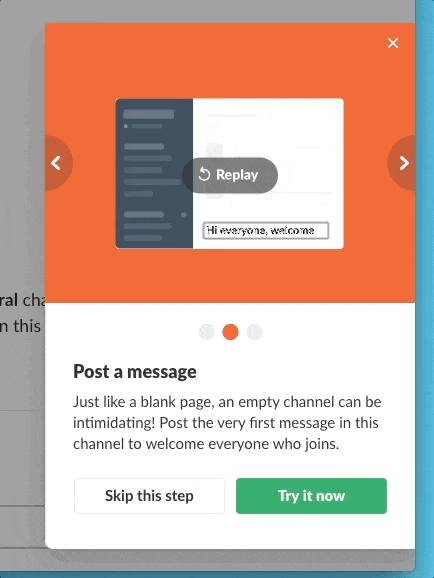 Replay
Hi everyone, welcome
ral cha
n this
Post a message
Just like a blank page, an empty channel can be
intimidating! Post the very first message in this
channel to welcome everyone who joins.
Skip this step
Try it now